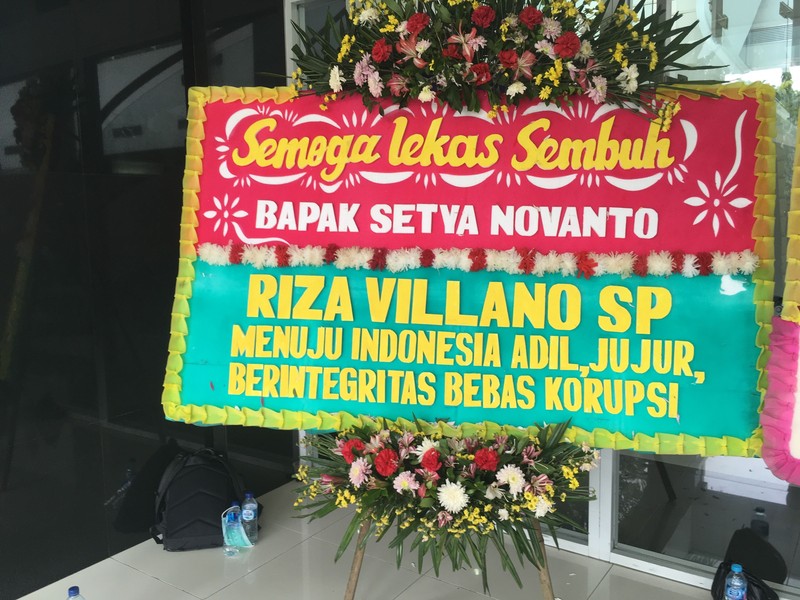 Semoga lekas Sembuh
BAPAK SETYA NOVANTO
RIZA VILLANO SP
MENUJU INDONESIA ADIL,JUJUR,
BERINTEGRITAS BEBAS KORUPSI